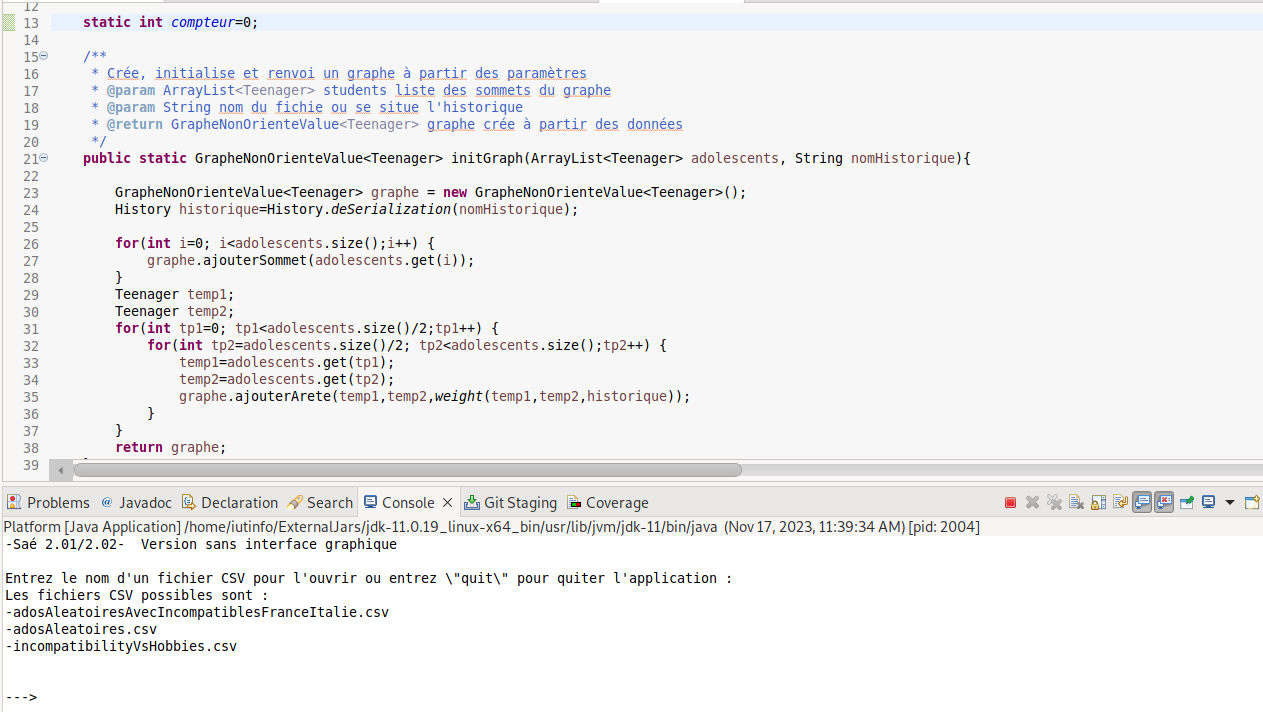 12
13 static int compteur=0;
14
15 /**
16 * Crée, initialise et renvoi un graphe à partir des paramètres
17 * @param ArrayList<Teenager> students liste des sommets du graphe
18 * @param String nom du fichie ou se situe l'historique
19 * @return GrapheNonOrienteValue<Teenager> graphe crée à partir des données
20 */
21 public static GrapheNonOrienteValue<Teenager> initGraph(ArrayList<Teenager> adolescents, String nomHistorique){
22
23 GrapheNonOrienteValue<Teenager> graphe = new GrapheNonOrienteValue<Teenager>();
24 History historique=History.deSerialization(nomHistorique);
25
26 for(int i=0; i<adolescents.size();i++) {
27 graphe.ajouterSommet(adolescents.get(i));
28 }
29 Teenager temp1;
30 Teenager temp2;
31 for(int tp1=0; tp1<adolescents.size()/2;tp1++) {
32 for(int tp2=adolescents.size()/2; tp2<adolescents.size();tp2++) {
33 temp1=adolescents.get(tp1);
34 temp2=adolescents.get(tp2);
35 graphe.ajouterArete(temp1,temp2,weight(temp1,temp2,historique));
36 }
37 }
38 return graphe;
39
Problems @ Javadoc Declaration Search Console Git Staging Coverage
Platform [Java Application] /home/iutinfo/ExternalJars/jdk-11.0.19_linux-x64_bin/usr/lib/jvm/jdk-11/bin/java (Nov 17, 2023, 11:39:34 AM) [pid: 2004]
-Saé 2.01/2.02- Version sans interface graphique
Entrez le nom d'un fichier CSV pour l'ouvrir ou entrez \"quit\" pour quiter l'application :
Les fichiers CSV possibles sont :
-adosAleatoiresAvecIncompatiblesFranceItalie.csv
-adosAleatoires.csv
-incompatibilityVsHobbies.csv
--->